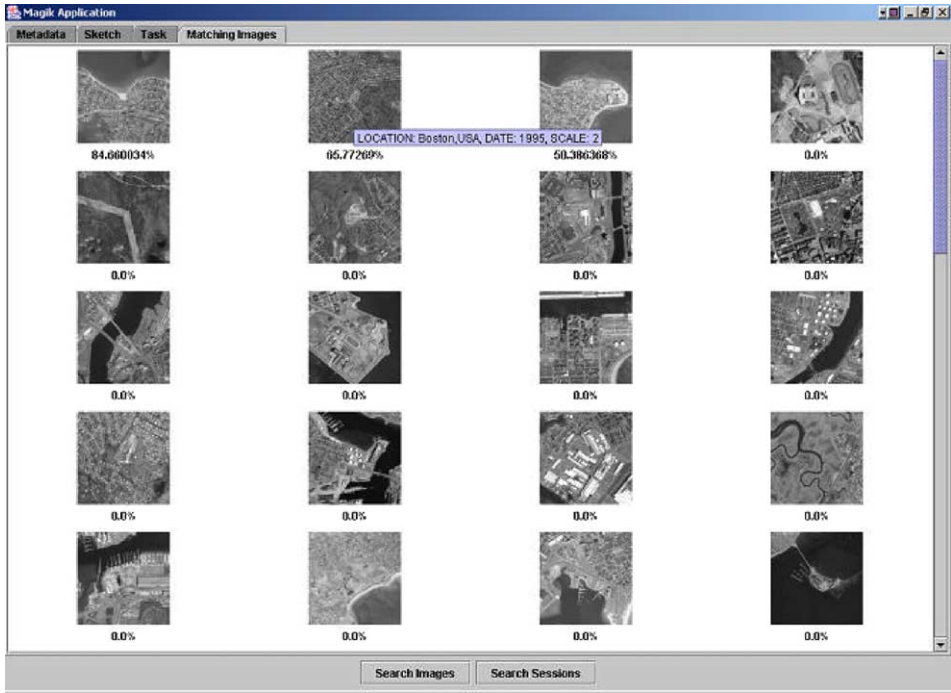 Magik Application
Metadata Sketch Task Matching Images
LOCATION: Boston,USA, DATE: 1995, SCALE: 2
84.660034% 65.77269% 50.386368% 0.0%
0.0% 0.0% 0.0% 0.0%
0.0% 0.0% 0.0% 0.0%
0.0% 0.0% 0.0% 0.0%
0.0% 0.0% 0.0% 0.0%
Search Images Search Sessions